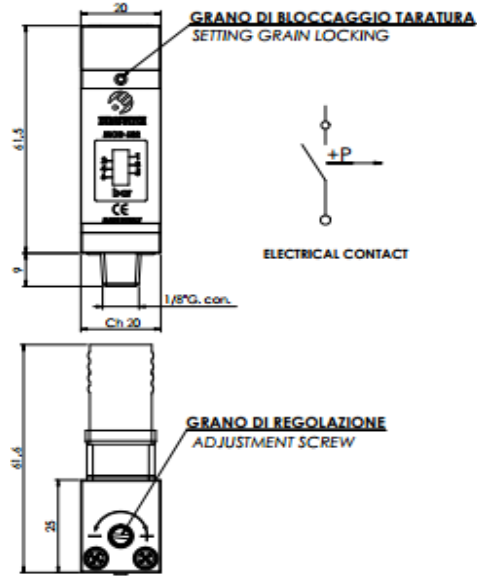 20
GRANO DI BLOCCAGGIO TARATURA
SETTING GRAIN LOCKING
61,5
bar
CE
+P
ELECTRICAL CONTACT
9
1/8"G. con.
Ch 20
GRANO DI REGOLAZIONE
ADJUSTMENT SCREW
61,6
25
- +